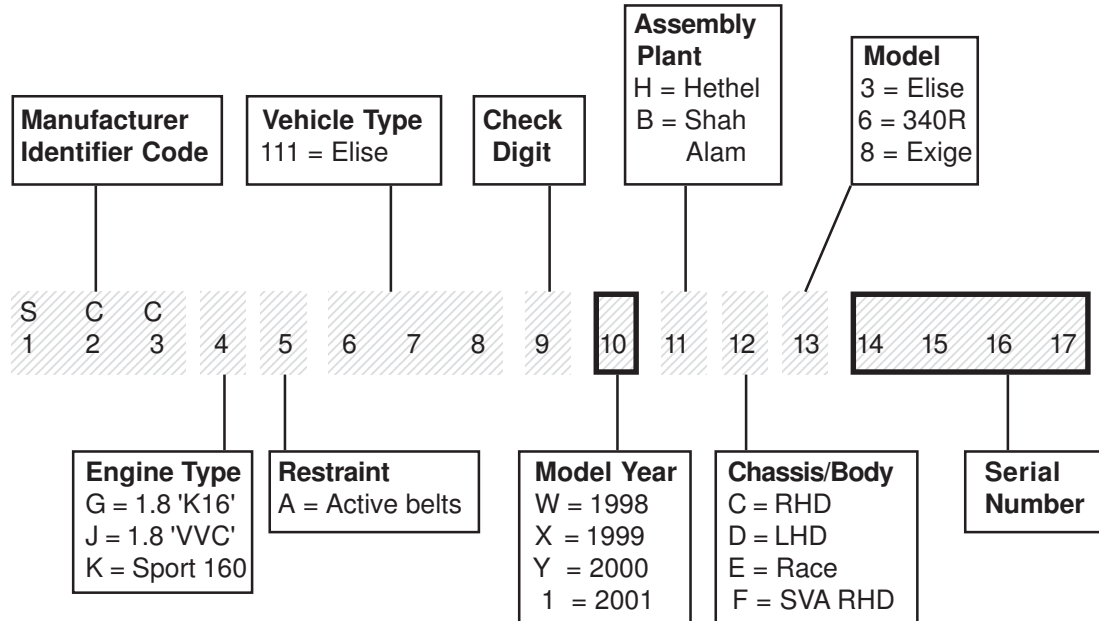 Assembly
Plant
H = Hethel
B = Shah
Alam
Model
3 = Elise
6 = 340R
8 = Exige
Manufacturer
Identifier Code
Vehicle Type
111 = Elise
Check
Digit
S C C
1 2 3 4 5 6 7 8 9 10 11 12 13 14 15 16 17
Engine Type
G = 1.8 'K16'
J = 1.8 'VVC'
K = Sport 160
Restraint
A = Active belts
Model Year
W = 1998
X = 1999
Y = 2000
1 = 2001
Chassis/Body
C = RHD
D = LHD
E = Race
F = SVA RHD
Serial
Number